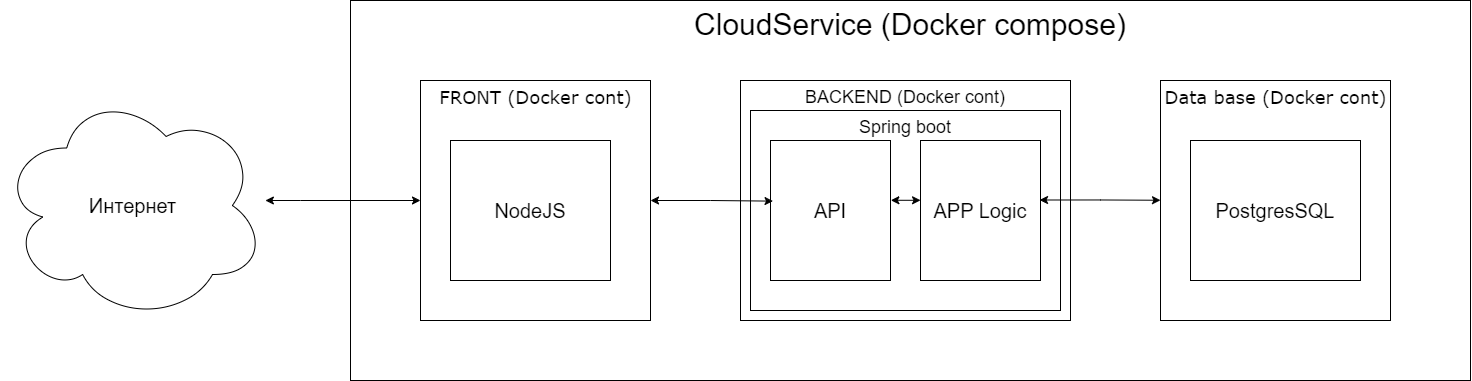 CloudService (Docker compose)
FRONT (Docker cont)
BACKEND (Docker cont)
Data base (Docker cont)
Spring boot
Интернет
NodeJS
API
APP Logic
PostgresSQL